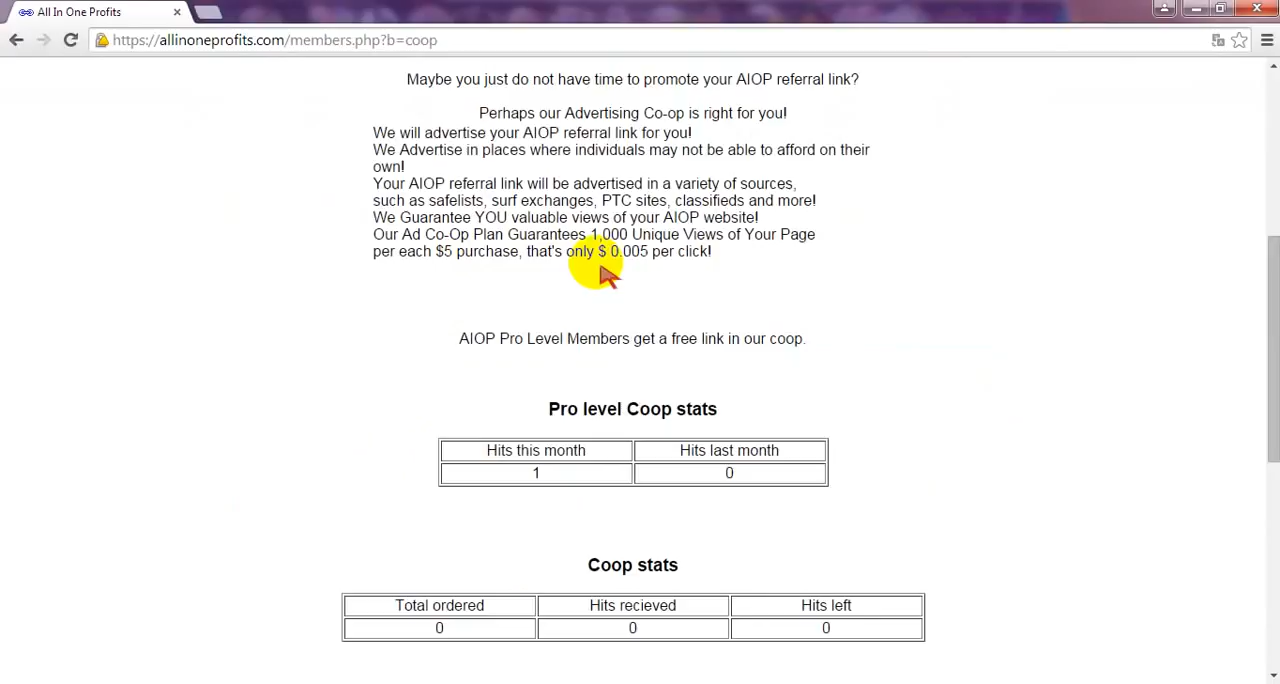 All In One Profits
https://allinoneprofits.com/members.php?b=coop
Maybe you just do not have time to promote your AIOP referral link?
Perhaps our Advertising Co-op is right for you!
We will advertise your AIOP referral link for you!
We Advertise in places where individuals may not be able to afford on their
own!
Your AIOP referral link will be advertised in a variety of sources,
such as safelists, surf exchanges, PTC sites, classifieds and more!
We Guarantee YOU valuable views of your AIOP website!
Our Ad Co-Op Plan Guarantees 1,000 Unique Views of Your Page
per each $5 purchase, that's only $ 0.005 per click!
AIOP Pro Level Members get a free link in our coop.
Pro level Coop stats
Hits this month Hits last month
1 0
Coop stats
Total ordered Hits recieved Hits left
0 0 0